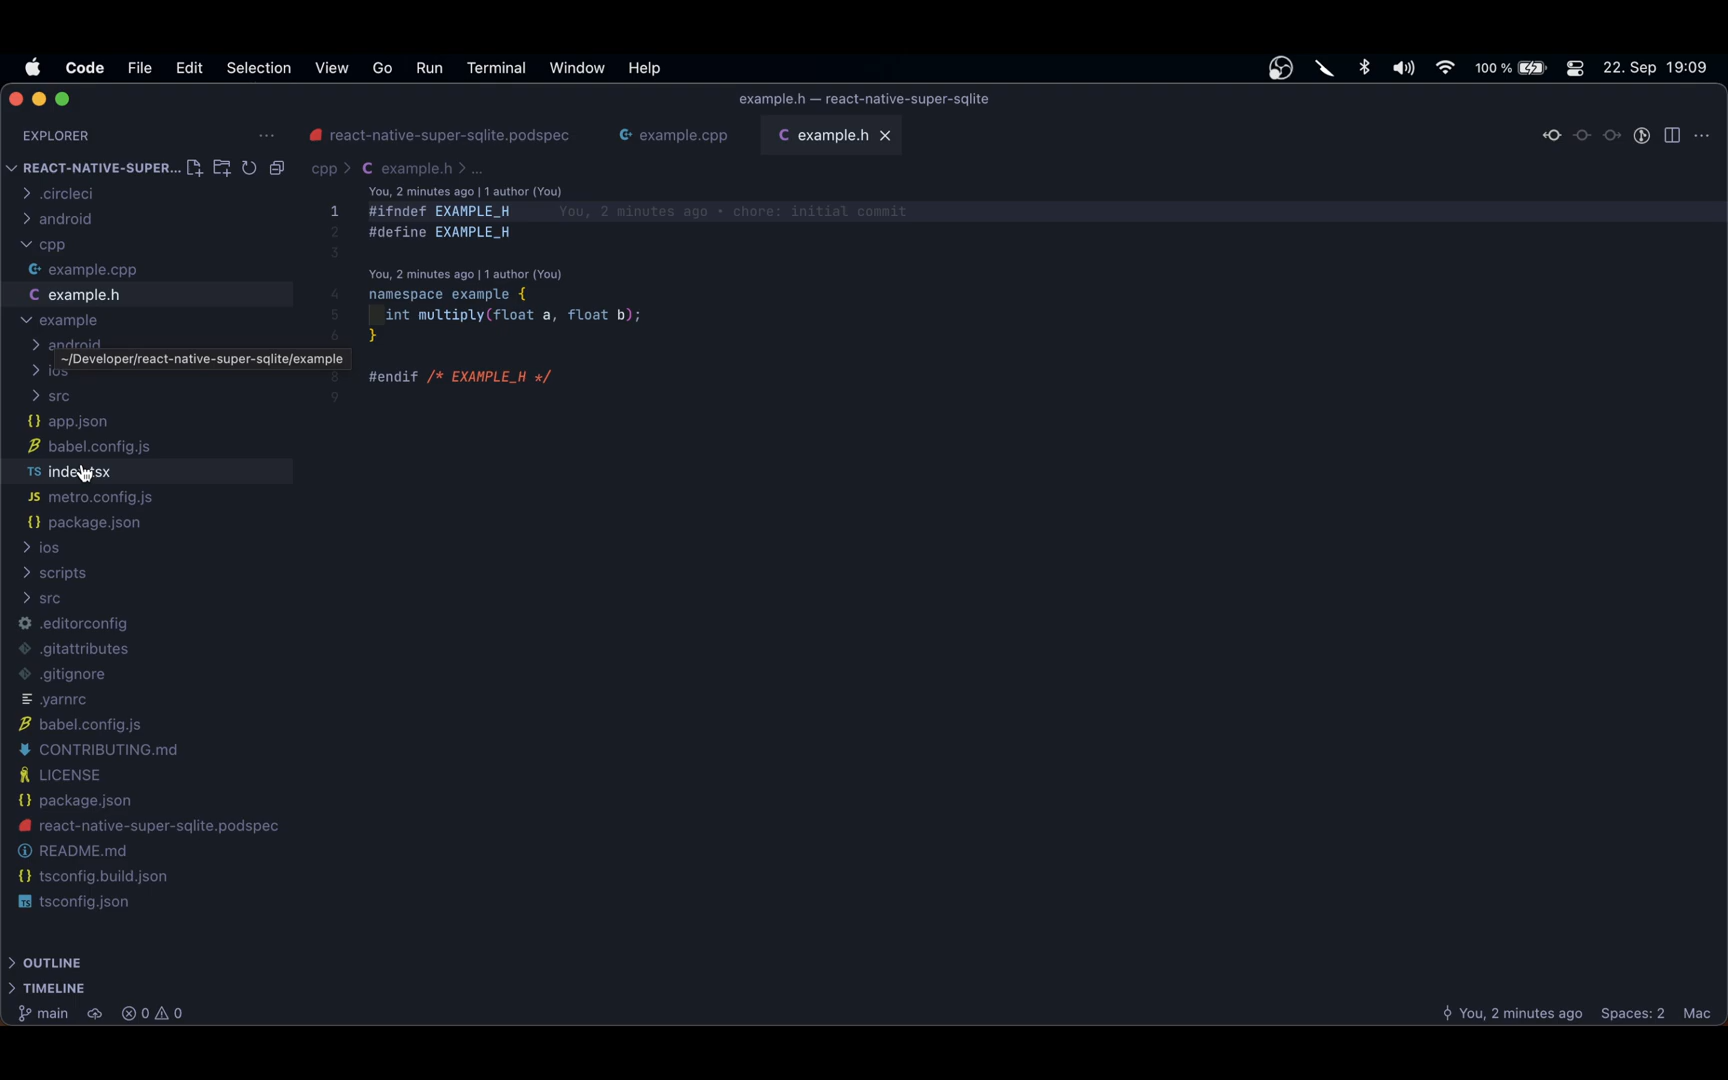 Code File Edit Selection View Go Run Terminal Window Help 100 % 22. Sep 19:09
example.h — react-native-super-sqlite
EXPLORER ...
react-native-super-sqlite.podspec
example.cpp
C example.h
REACT-NATIVE-SUPER...
cpp > C example.h > ...
.circleci
android
cpp
example.cpp
C example.h
example
android
~/Developer/react-native-super-sqlite/example
ios
src
{} app.json
babel.config.js
TS
JS metro.config.js
{} package.json
ios
scripts
src
.editorconfig
.gitattributes
.gitignore
.yarnrc
babel.config.js
CONTRIBUTING.md
LICENSE
{} package.json
react-native-super-sqlite.podspec
README.md
{} tsconfig.build.json
TS tsconfig.json
OUTLINE
TIMELINE
You, 2 minutes ago | 1 author (You)
1 #ifndef EXAMPLE_H You, 2 minutes ago • chore: initial commit
2 #define EXAMPLE_H
3
You, 2 minutes ago | 1 author (You)
4 namespace example {
5 int multiply(float a, float b);
6 }
8 #endif /* EXAMPLE_H */
9
main 0 0 You, 2 minutes ago Spaces: 2 Mac